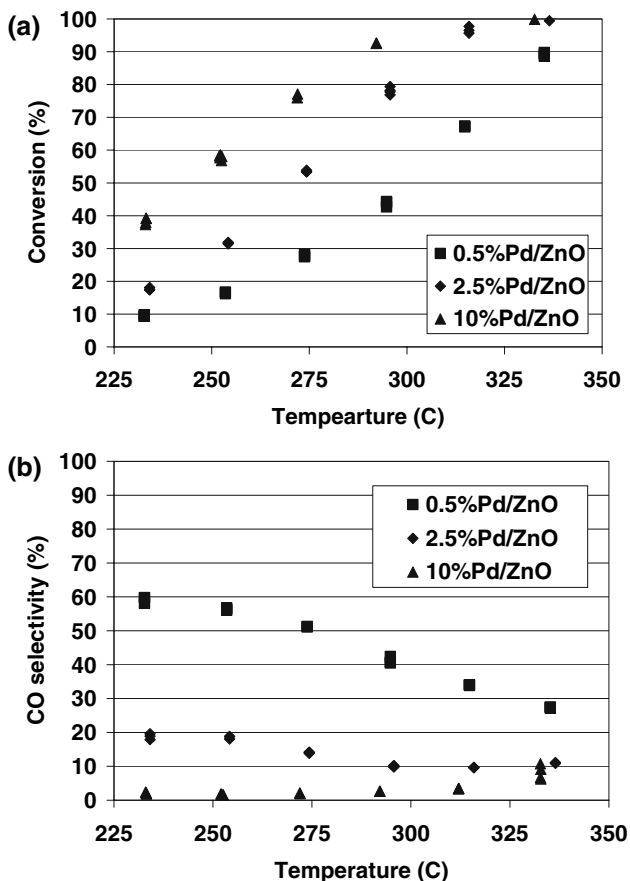 (a)
100
90
80
70
60
50
40
30
20
10
0
Conversion (%)
0.5%Pd/ZnO
2.5%Pd/ZnO
10%Pd/ZnO
225 250 275 300 325 350
Tempearture (C)
(b)
100
90
80
70
60
50
40
30
20
10
0
CO selectivity (%)
0.5%Pd/ZnO
2.5%Pd/ZnO
10%Pd/ZnO
225 250 275 300 325 350
Temperature (C)